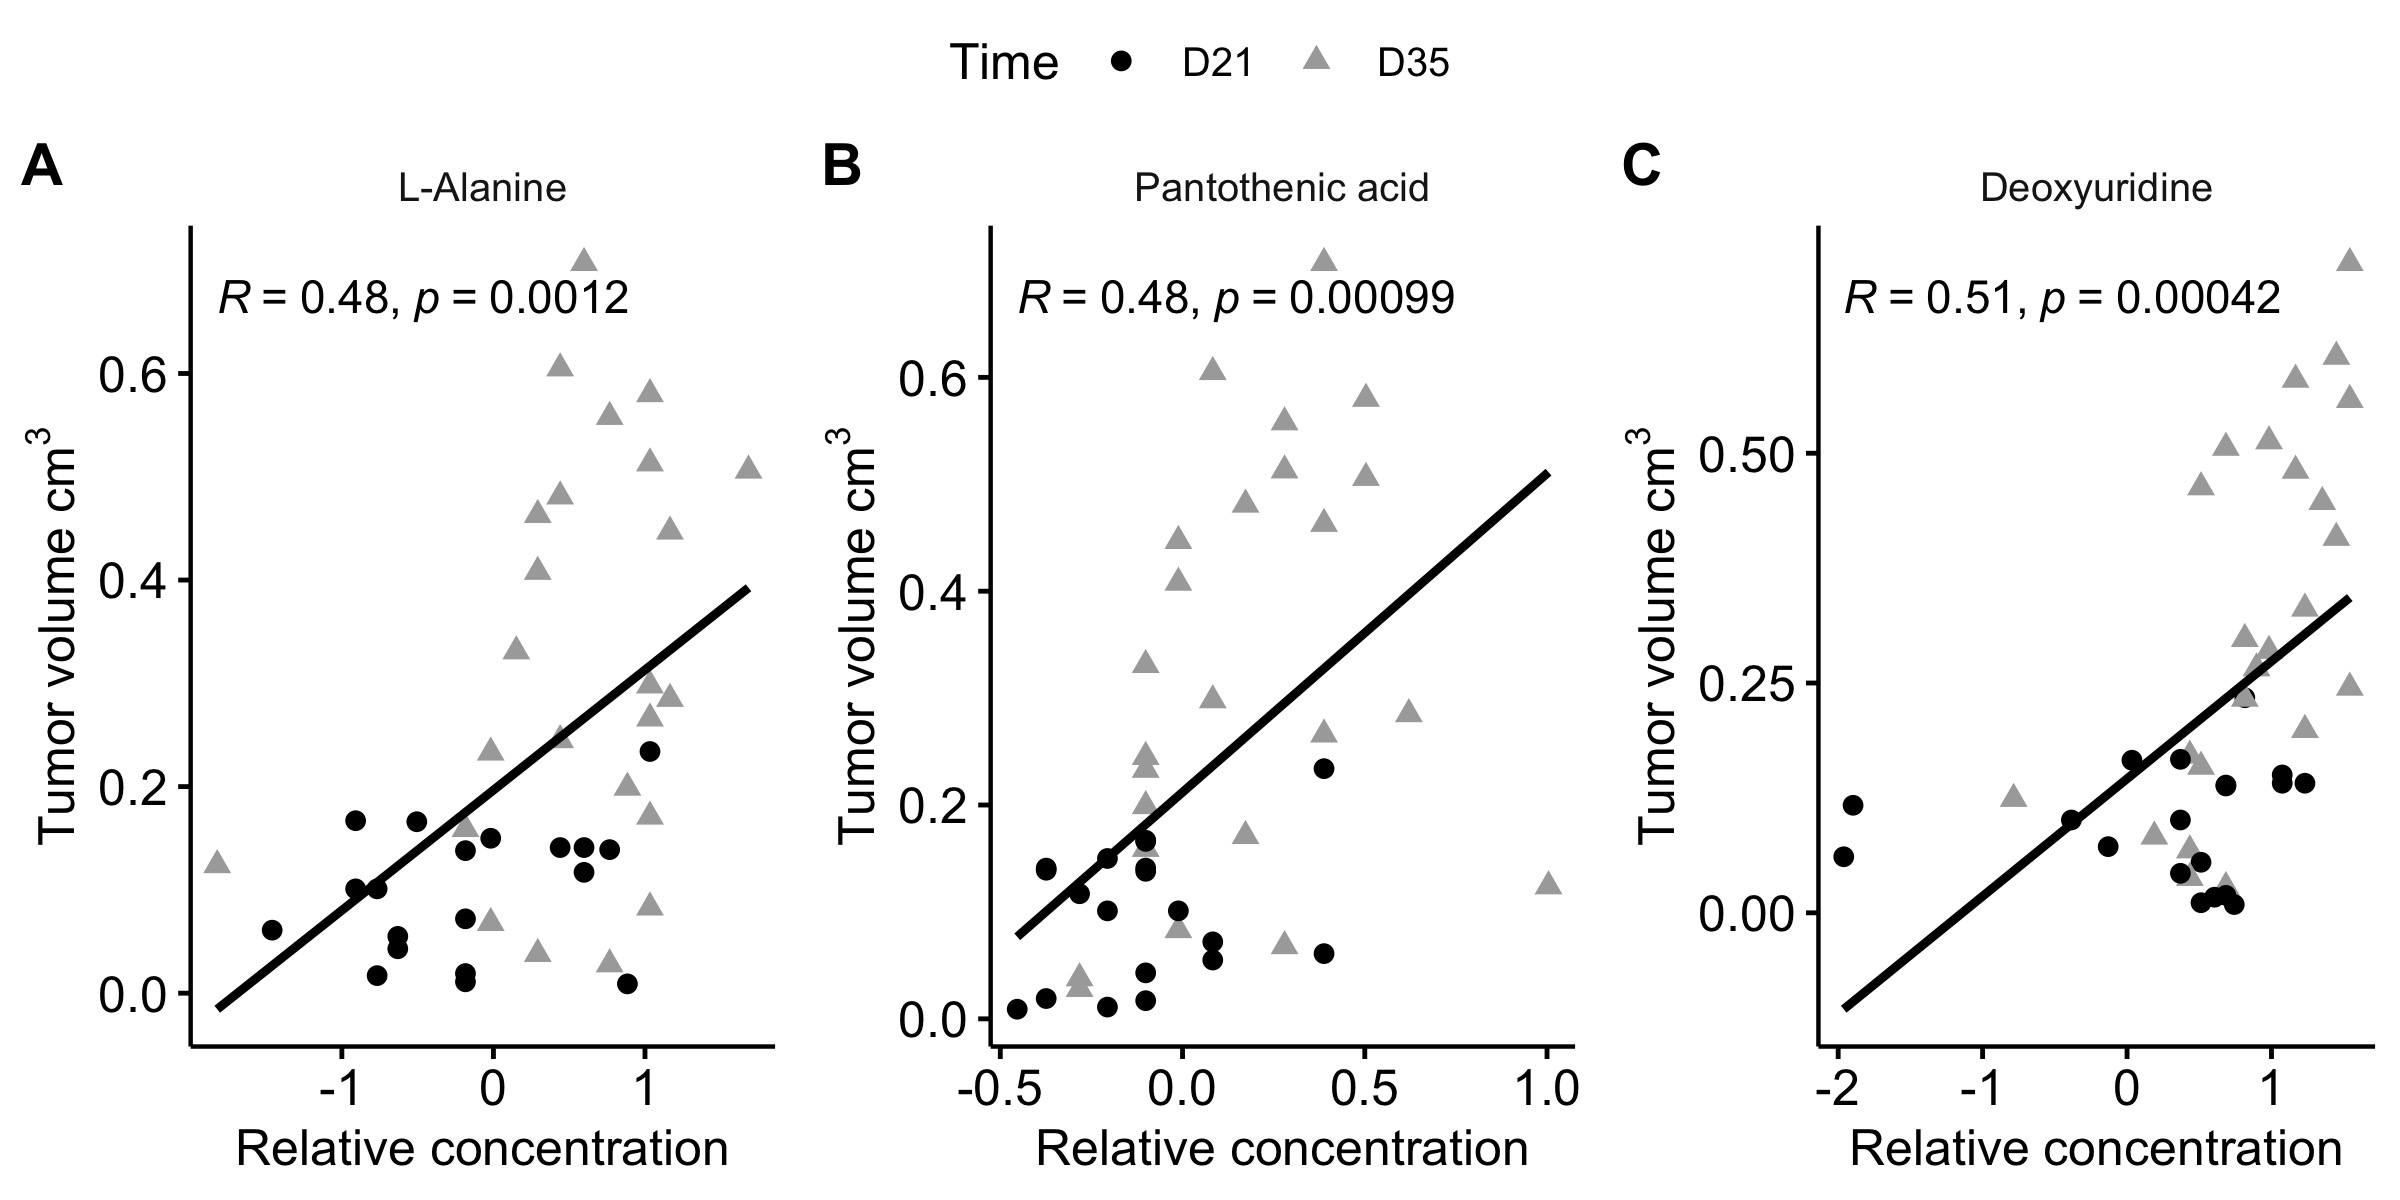 Time D21 D35
A
L-Alanine
R = 0.48, p = 0.0012
Tumor volume cm³
0.6
0.4
0.2
0.0
-1 0 1
Relative concentration
B
Pantothenic acid
R = 0.48, p = 0.00099
Tumor volume cm³
0.6
0.4
0.2
0.0
-0.5 0.0 0.5 1.0
Relative concentration
C
Deoxyuridine
R = 0.51, p = 0.00042
Tumor volume cm³
0.50
0.25
0.00
-2 -1 0 1
Relative concentration